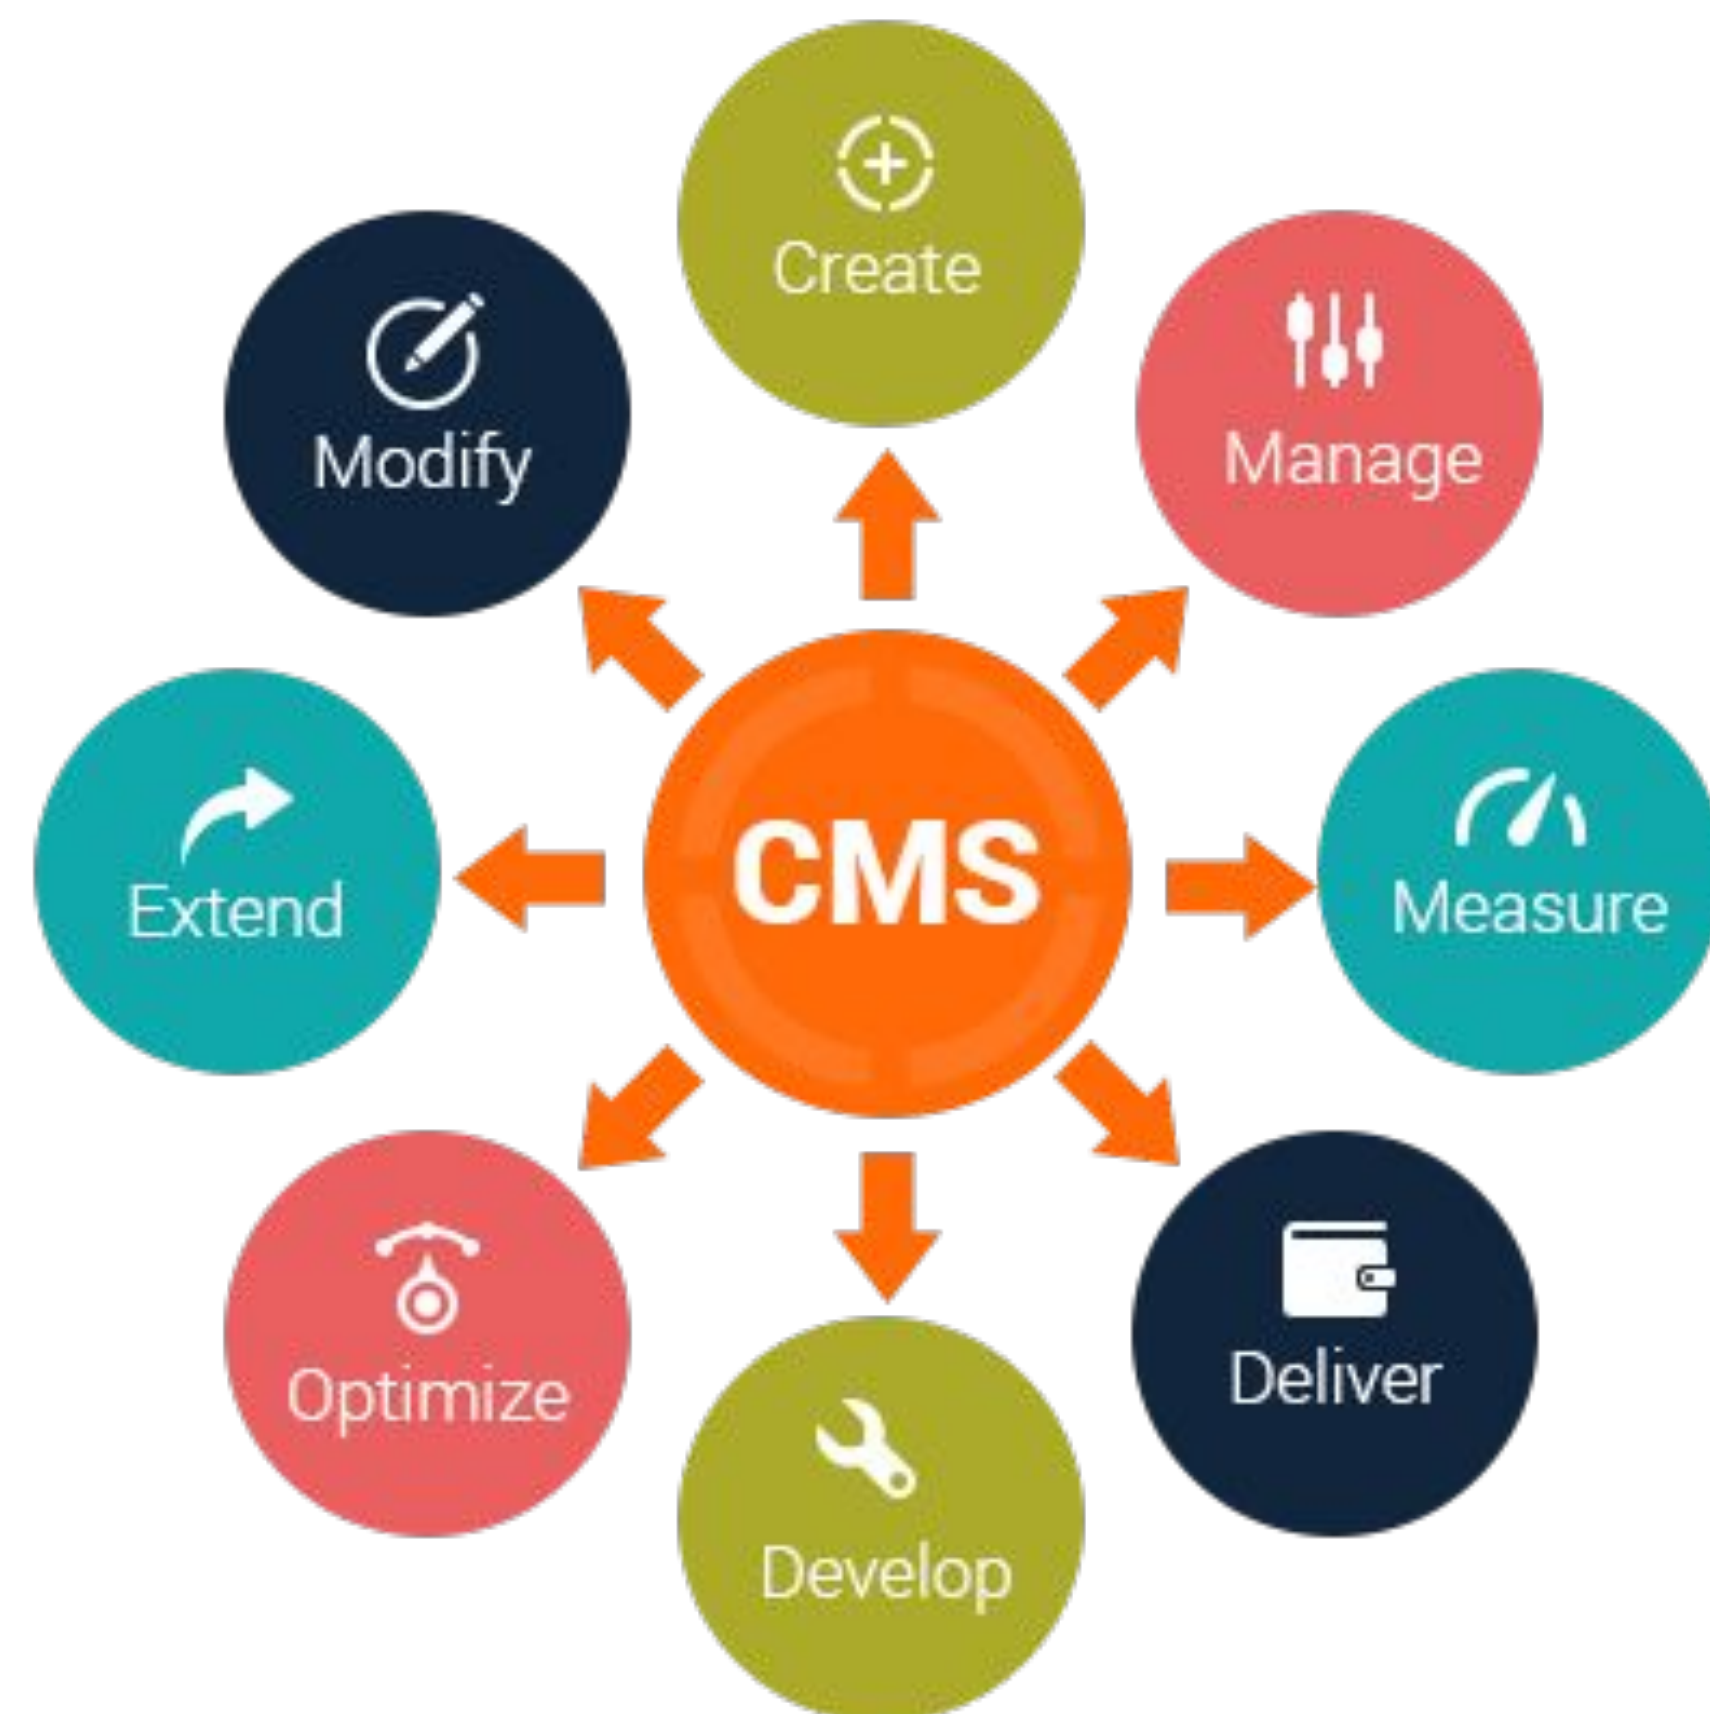 Create
Modify
Manage
Extend
CMS
Measure
Optimize
Deliver
Develop